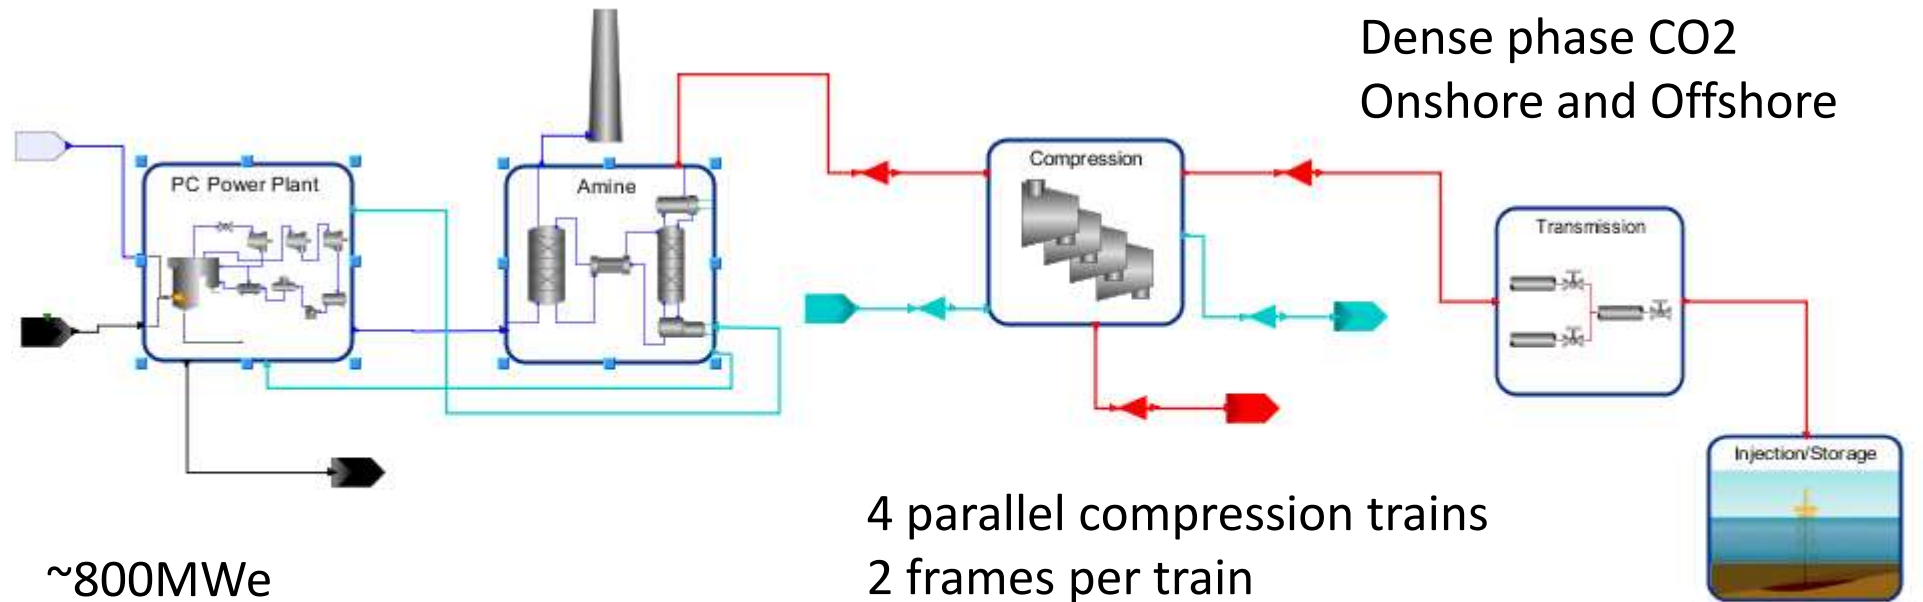 Dense phase CO2
Onshore and Offshore
PC Power Plant
Amine
Compression
Transmission
Injection/Storage
4 parallel compression trains
2 frames per train
~800MWe